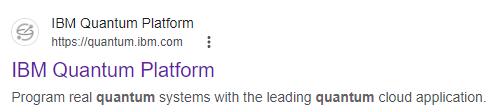 IBM Quantum Platform
https://quantum.ibm.com
IBM Quantum Platform
Program real quantum systems with the leading quantum cloud application.